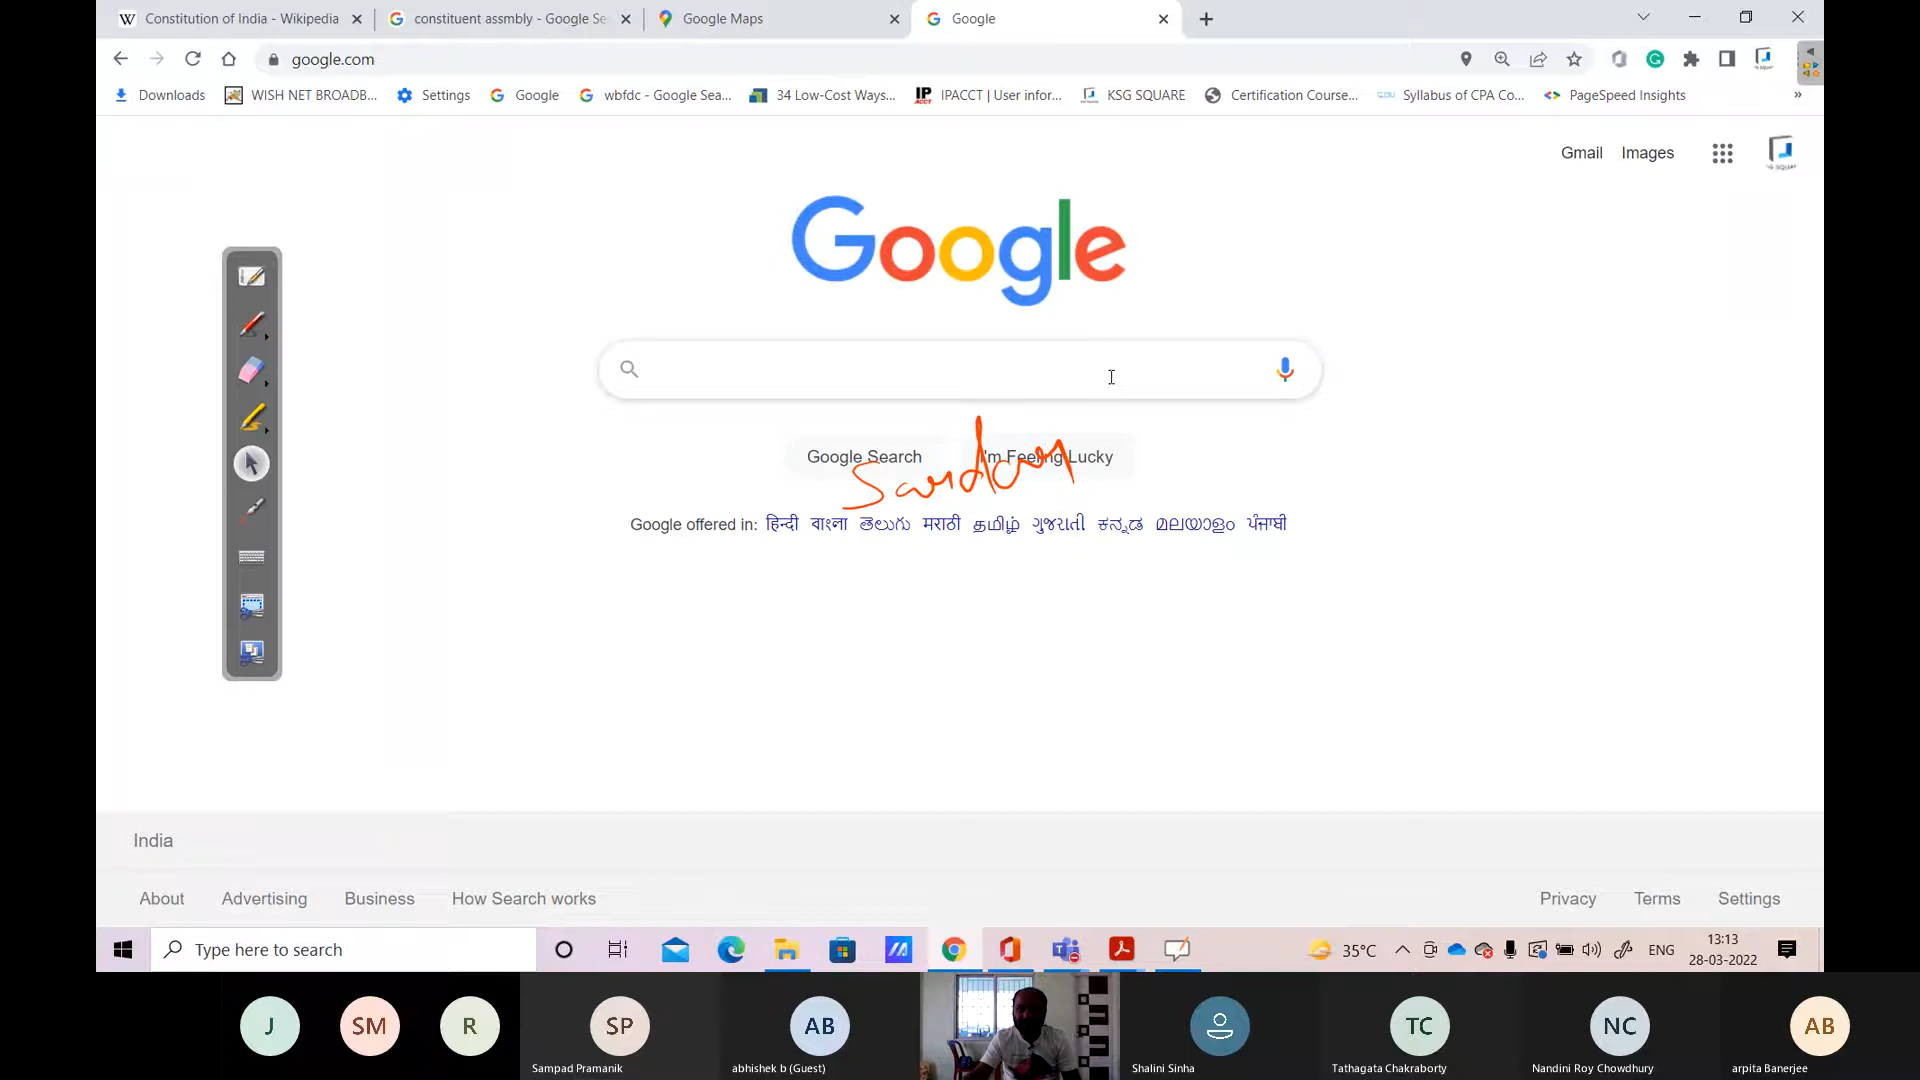 Constitution of India - Wikipedia
constituent assmbly - Google Se
Google Maps
Google
google.com
Downloads
WISH NET BROADB...
Settings
Google
wbfdc - Google Sea...
34 Low-Cost Ways...
IP ACCT
IPACCT | User infor...
KSG SQUARE
Certification Course...
Syllabus of CPA Co...
PageSpeed Insights
»
Gmail
Images
Google
Google Search
I'm Feeling Lucky
Google offered in: हिन्दी বাংলা తెలుగు मराठी தமிழ் ગુજરાતી ಕನ್ನಡ മലയാളം ਪੰਜਾਬੀ
India
About
Advertising
Business
How Search works
Privacy
Terms
Settings
Type here to search
35°C
ENG
13:13
28-03-2022
J
SM
R
SP
AB
TC
NC
AB
Sampad Pramanik
abhishek b (Guest)
Shalini Sinha
Tathagata Chakraborty
Nandini Roy Chowdhury
arpita Banerjee